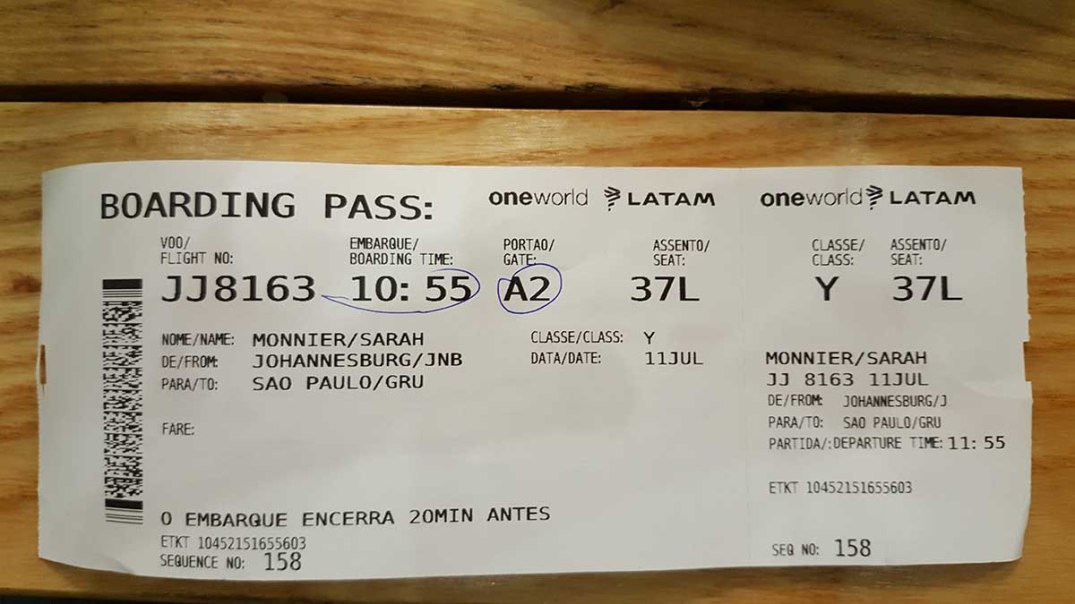 BOARDING PASS: oneworld LATAM oneworld LATAM
VOO/ EMBARQUE/ PORTAO/ ASSENTO/ CLASSE/ ASSENTO/
FLIGHT NO: BOARDING TIME: GATE: SEAT: CLASS: SEAT:
JJ8163 10:55 A2 37L Y 37L
NOME/NAME: MONNIER/SARAH CLASSE/CLASS: Y
DE/FROM: JOHANNESBURG/JNB DATA/DATE: 11JUL
PARA/TO: SAO PAULO/GRU
FARE:
O EMBARQUE ENCERRA 20MIN ANTES
ETKT 10452151655603
SEQUENCE NO: 158
MONNIER/SARAH
JJ 8163 11JUL
DE/FROM: JOHANNESBURG/J
PARA/TO: SAO PAULO/GRU
PARTIDA/:DEPARTURE TIME: 11:55
ETKT 10452151655603
SEQ NO: 158